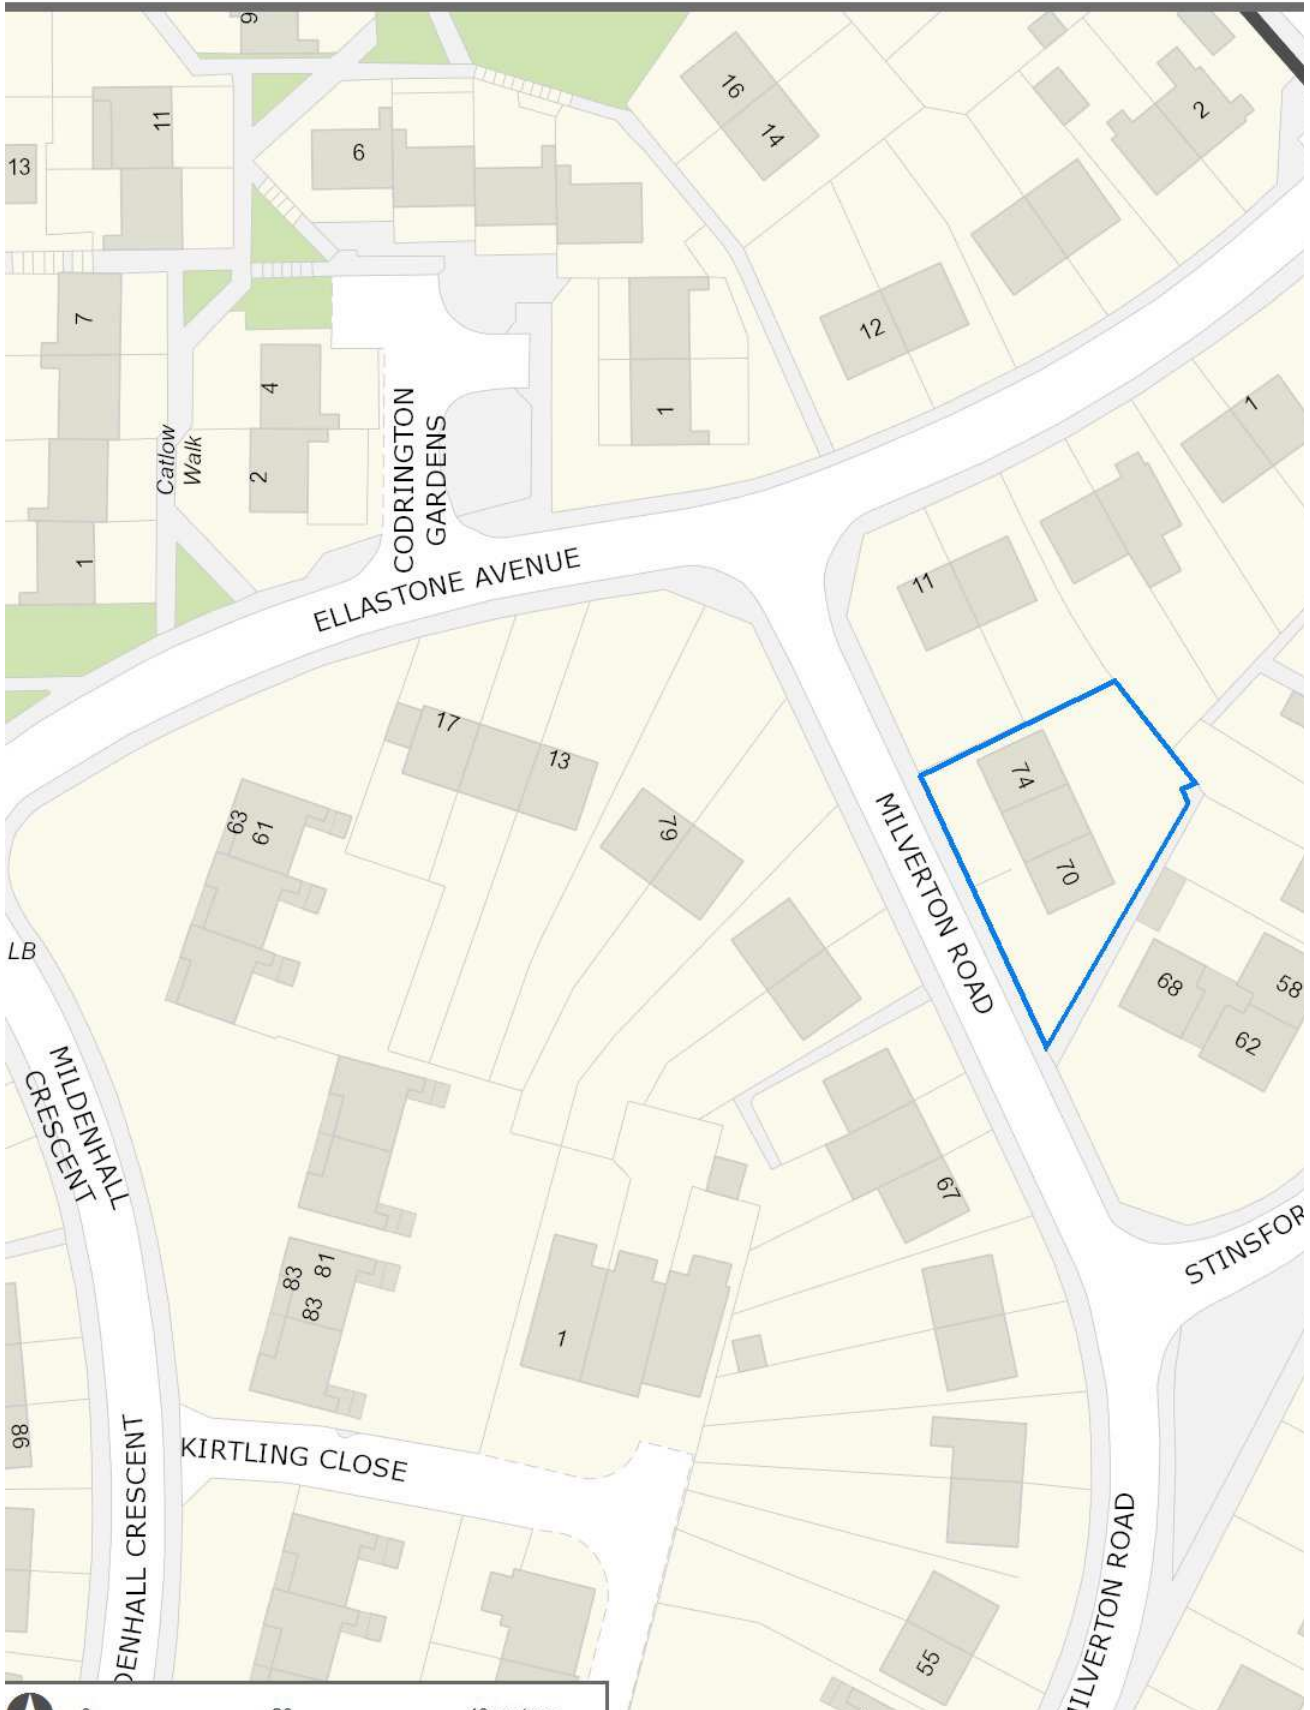 9
16
14
2
11
13
6
7
12
4
1
1
Catlow
Walk
CODRINGTON
GARDENS
2
1
ELLASTONE AVENUE
11
17
13
74
79
63
61
MILVERTON ROAD
70
LB
68
58
62
MILDENHALL
CRESCENT
67
STINSFOR
83
81
83
1
98
KIRTLING CLOSE
DENHALL CRESCENT
MILVERTON ROAD
55